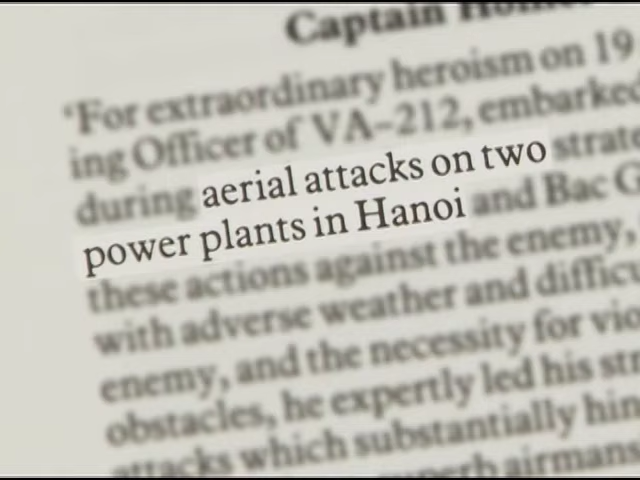 Captain
'For extraordinary heroism on 19
ing Officer of VA-212, embarked
during aerial attacks on two
power plants in Hanoi and Bac G
these actions against the enemy,
with adverse weather and difficu
enemy, and the necessity for vio
obstacles, he expertly led his str
attacks which substantially hin
superb airmans